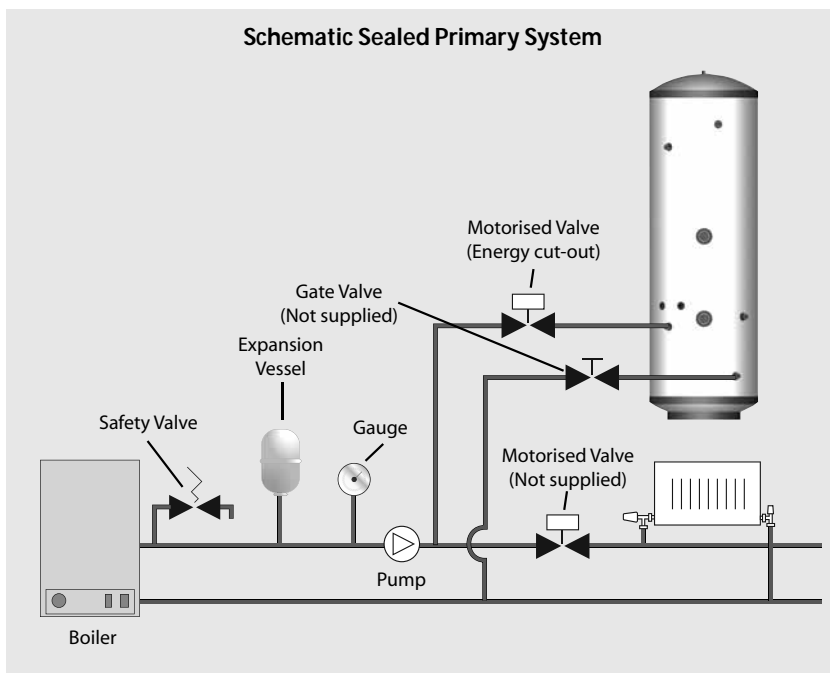 Schematic Sealed Primary System
Motorised Valve
(Energy cut-out)
Gate Valve
(Not supplied)
Expansion
Vessel
Safety Valve
Gauge
Motorised Valve
(Not supplied)
Pump
Boiler